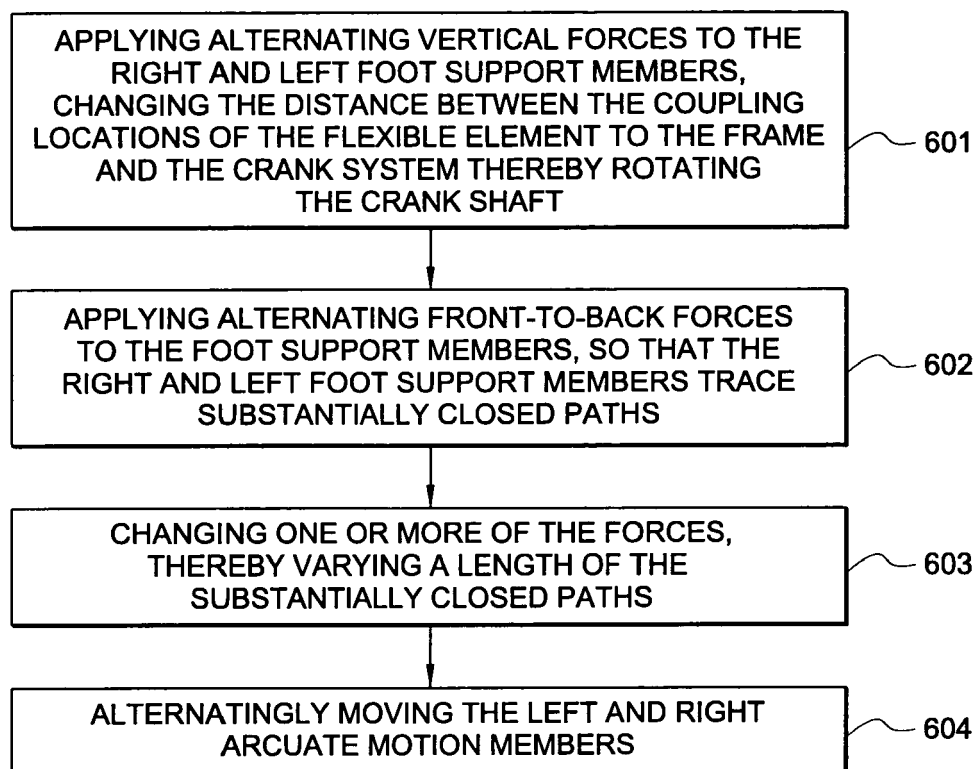 APPLYING ALTERNATING VERTICAL FORCES TO THE
RIGHT AND LEFT FOOT SUPPORT MEMBERS,
CHANGING THE DISTANCE BETWEEN THE COUPLING
LOCATIONS OF THE FLEXIBLE ELEMENT TO THE FRAME
AND THE CRANK SYSTEM THEREBY ROTATING
THE CRANK SHAFT
601
APPLYING ALTERNATING FRONT-TO-BACK FORCES
TO THE FOOT SUPPORT MEMBERS, SO THAT THE
RIGHT AND LEFT FOOT SUPPORT MEMBERS TRACE
SUBSTANTIALLY CLOSED PATHS
602
CHANGING ONE OR MORE OF THE FORCES,
THEREBY VARYING A LENGTH OF THE
SUBSTANTIALLY CLOSED PATHS
603
ALTERNATINGLY MOVING THE LEFT AND RIGHT
ARCUATE MOTION MEMBERS
604